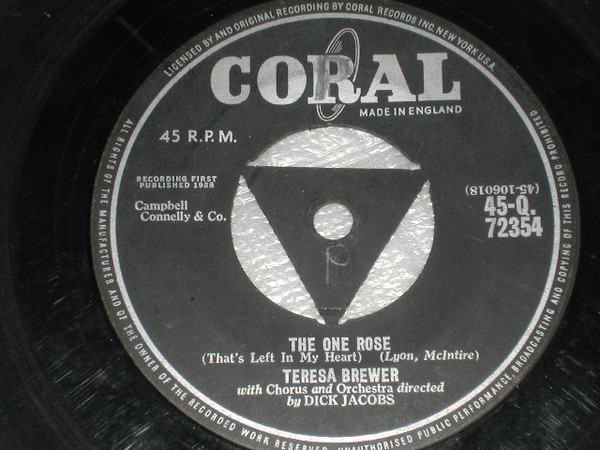 LICENSED BY AND ORIGINAL RECORDING BY CORAL RECORDS INC. NEW YORK U.S.A.
CORAL
MADE IN ENGLAND
45 R.P.M.
RECORDING FIRST
PUBLISHED 1958
Campbell
Connelly & Co.
(45-106018)
45-Q.
72354
THE ONE ROSE
(That's Left In My Heart) (Lyon, McIntire)
TERESA BREWER
with Chorus and Orchestra directed
by DICK JACOBS
ALL RIGHTS OF THE MANUFACTURER AND OF THE OWNER OF THE RECORDED WORK RESERVED UNAUTHORISED PUBLIC PERFORMANCE, BROADCASTING AND COPYING OF THIS RECORD PROHIBITED